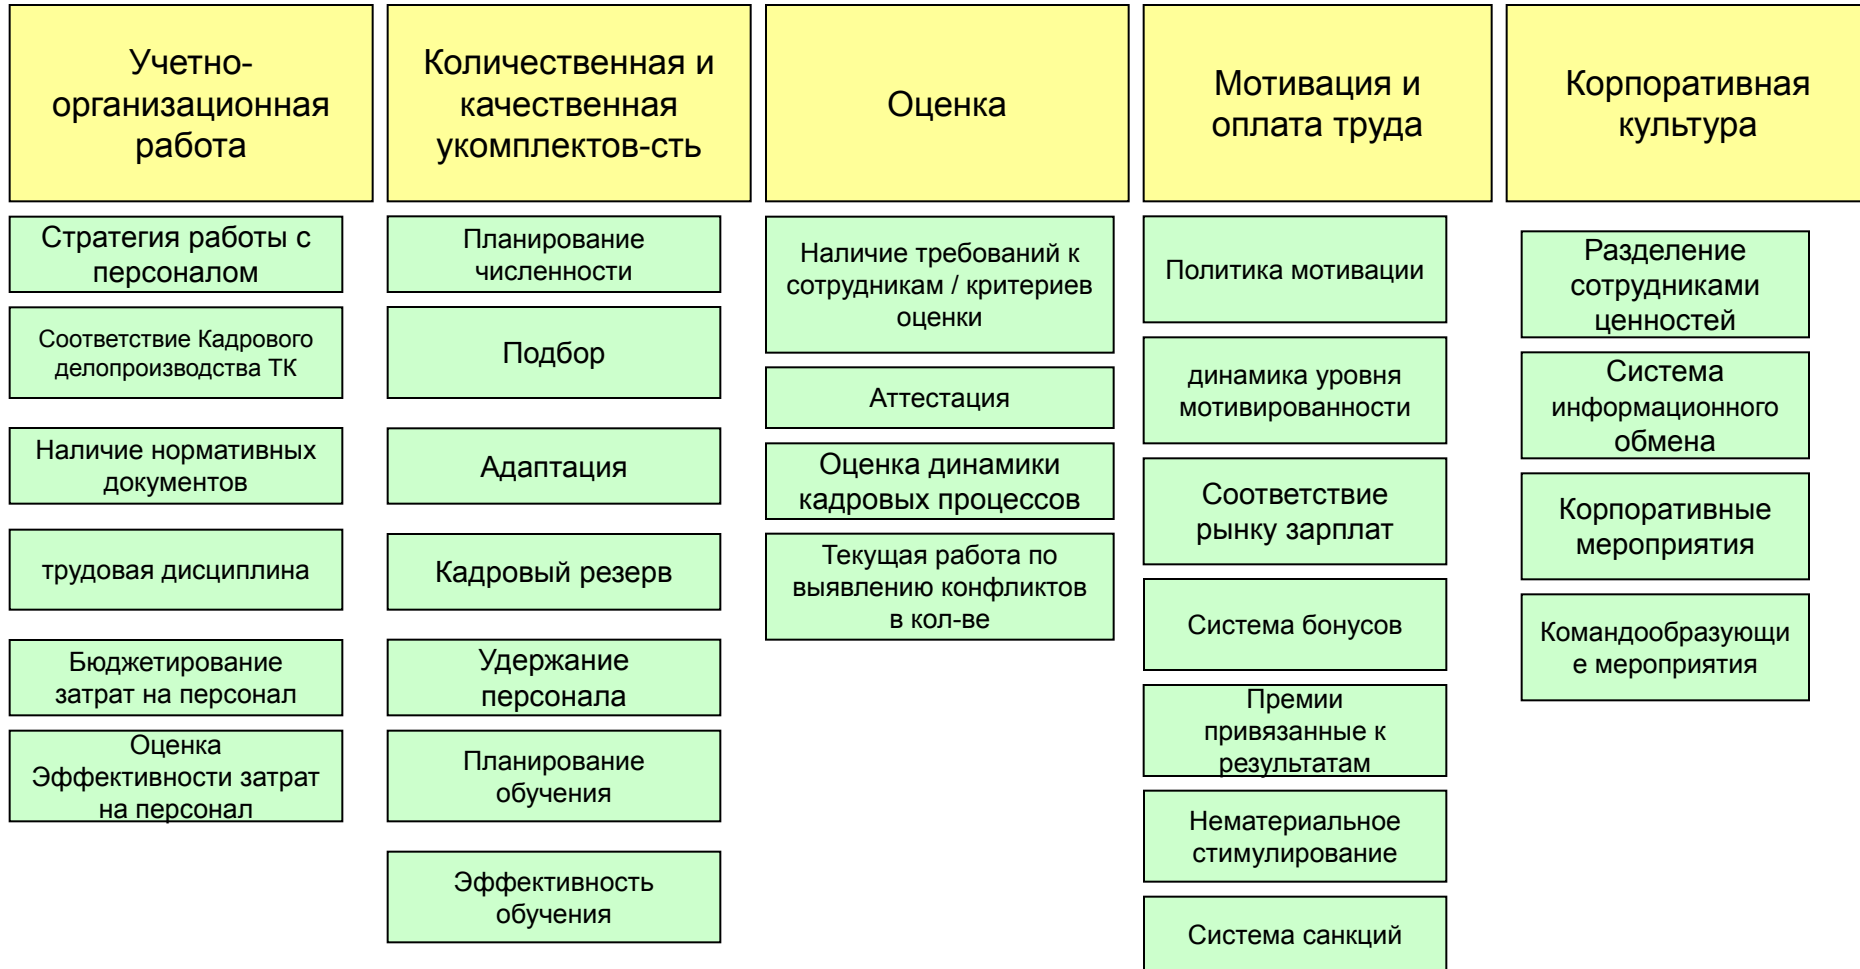 Учетно-
организационная
работа
Количественная и
качественная
укомплектов-сть
Оценка
Мотивация и
оплата труда
Корпоративная
культура
Стратегия работы с
персоналом
Соответствие Кадрового
делопроизводства ТК
Наличие нормативных
документов
трудовая дисциплина
Бюджетирование
затрат на персонал
Оценка
Эффективности затрат
на персонал
Планирование
численности
Подбор
Адаптация
Кадровый резерв
Удержание
персонала
Планирование
обучения
Эффективность
обучения
Наличие требований к
сотрудникам / критериев
оценки
Аттестация
Оценка динамики
кадровых процессов
Текущая работа по
выявлению конфликтов
в кол-ве
Политика мотивации
динамика уровня
мотивированности
Соответствие
рынку зарплат
Система бонусов
Премии
привязанные к
результатам
Нематериальное
стимулирование
Система санкций
Разделение
сотрудниками
ценностей
Система
информационного
обмена
Корпоративные
мероприятия
Командообразующи
е мероприятия